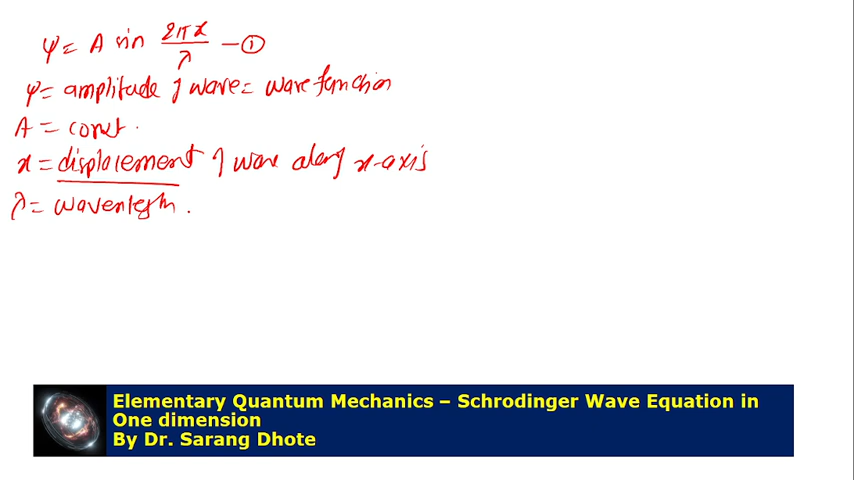 ψ = A sin 2πx/λ — ①
ψ = amplitude of wave = wave function
A = const.
x = displacement of wave along x-axis
λ = wavenlegth.
Elementary Quantum Mechanics – Schrodinger Wave Equation in
One dimension
By Dr. Sarang Dhote